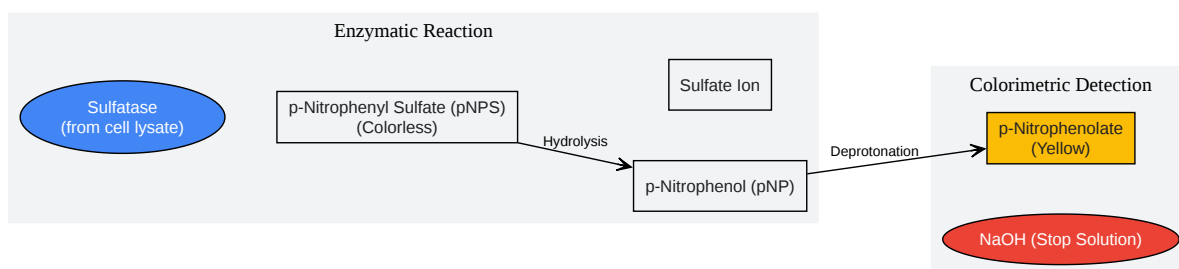 Enzymatic Reaction
Sulfatase
(from cell lysate)
p-Nitrophenyl Sulfate (pNPS)
(Colorless)
Hydrolysis
Sulfate Ion
p-Nitrophenol (pNP)
Deprotonation
Colorimetric Detection
p-Nitrophenolate
(Yellow)
NaOH (Stop Solution)